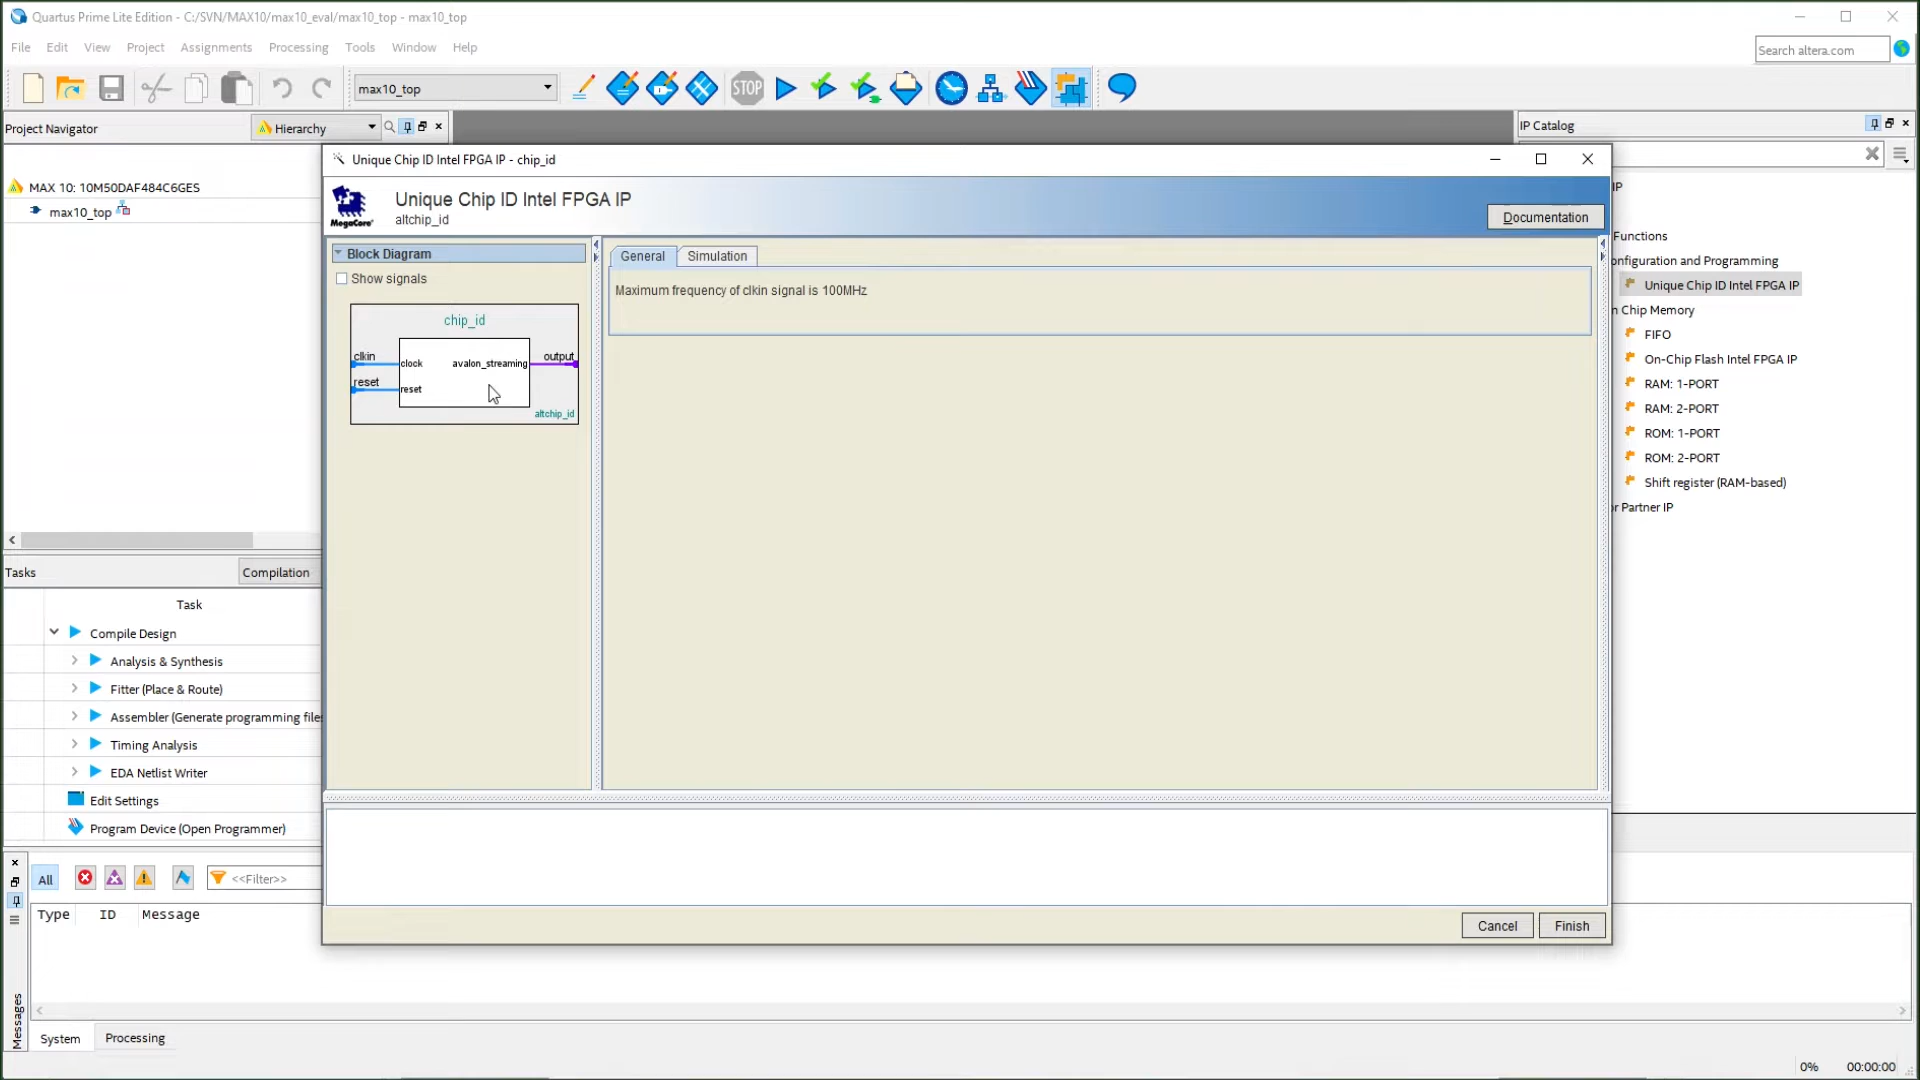 Quartus Prime Lite Edition - C:/SVN/MAX10/max10_eval/max10_top - max10_top
File Edit View Project Assignments Processing Tools Window Help
Search altera.com
max10_top
STOP
Project Navigator
Hierarchy
IP Catalog
MAX 10: 10M50DAF484C6GES
max10_top
Unique Chip ID Intel FPGA IP - chip_id
Unique Chip ID Intel FPGA IP
altchip_id
MegaCore
Documentation
Block Diagram
Show signals
chip_id
clkin
clock
avalon_streaming
output
reset
reset
altchip_id
General
Simulation
Maximum frequency of clkin signal is 100MHz
IP
Functions
onfiguration and Programming
Unique Chip ID Intel FPGA IP
n Chip Memory
FIFO
On-Chip Flash Intel FPGA IP
RAM: 1-PORT
RAM: 2-PORT
ROM: 1-PORT
ROM: 2-PORT
Shift register (RAM-based)
or Partner IP
Tasks
Compilation
Task
Compile Design
Analysis & Synthesis
Fitter (Place & Route)
Assembler (Generate programming files
Timing Analysis
EDA Netlist Writer
Edit Settings
Program Device (Open Programmer)
Cancel
Finish
All
<<Filter>>
Type ID Message
Messages
System
Processing
0% 00:00:00